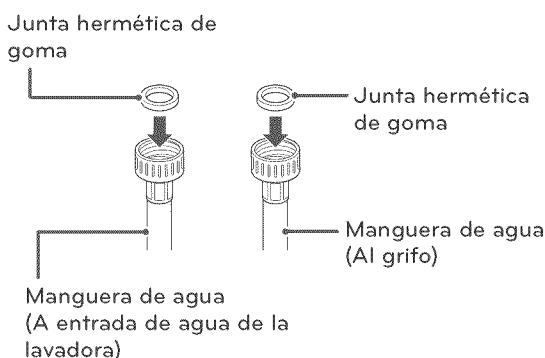 Junta hermética de
goma
Junta hermética
de goma
Manguera de agua
(Al grifo)
Manguera de agua
(A entrada de agua de la
lavadora)